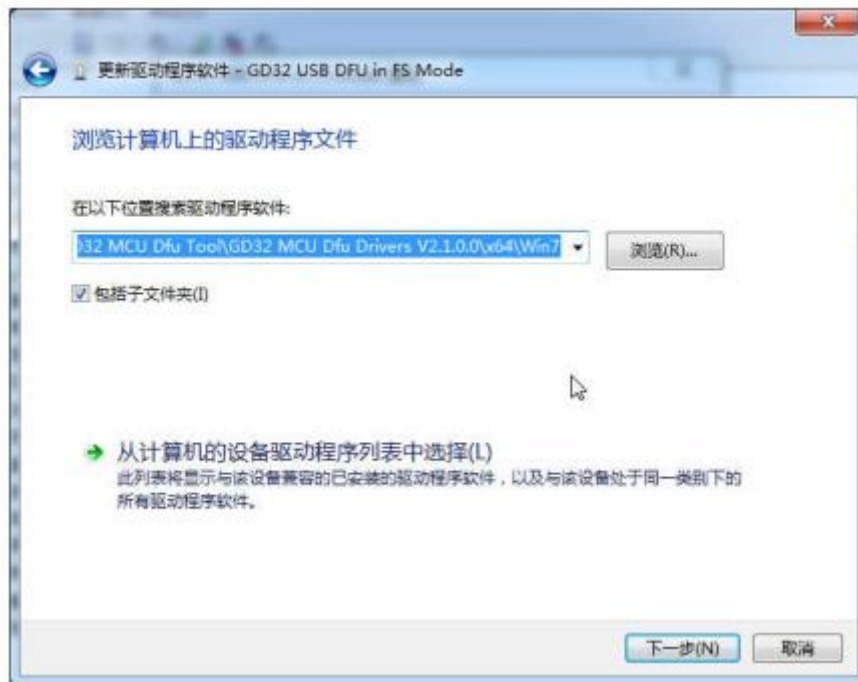 更新驱动程序软件 - GD32 USB DFU in FS Mode
浏览计算机上的驱动程序文件
在以下位置搜索驱动程序软件:
32 MCU Dfu Tool\GD32 MCU Dfu Drivers V2.1.0.0\x64\Win7
浏览(R)...
包括子文件夹(I)
从计算机的设备驱动程序列表中选择(L)
此列表将显示与该设备兼容的已安装的驱动程序软件，以及与该设备处于同一类别下的
所有驱动程序软件。
下一步(N)
取消